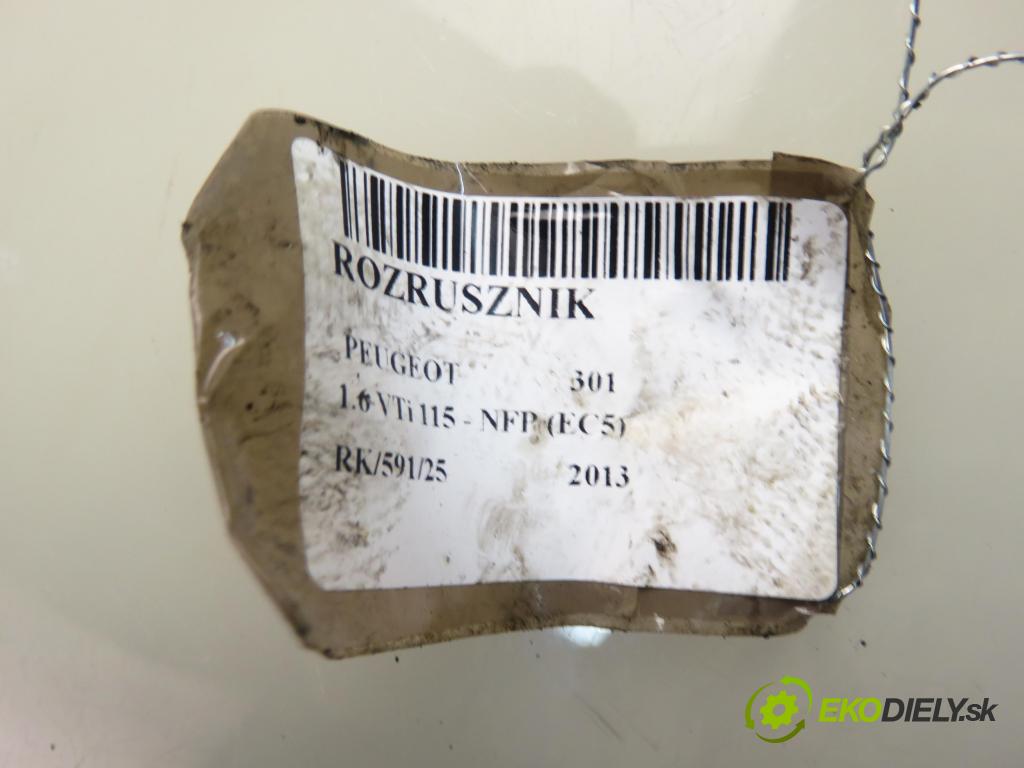 ROZRUSZNIK
PEUGEOT 301
1.6 VTi 115 - NFP (EC5)
RK/591/25 2013
EKODIELY.sk